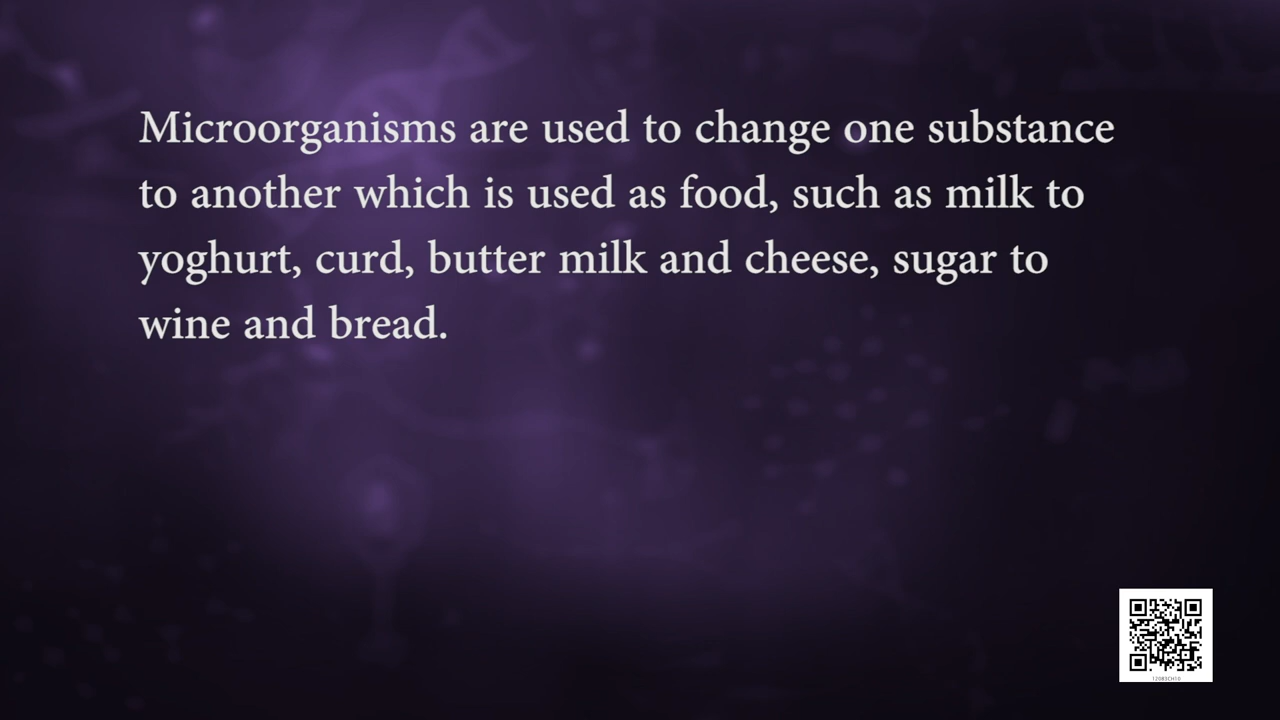 Microorganisms are used to change one substance
to another which is used as food, such as milk to
yoghurt, curd, butter milk and cheese, sugar to
wine and bread.